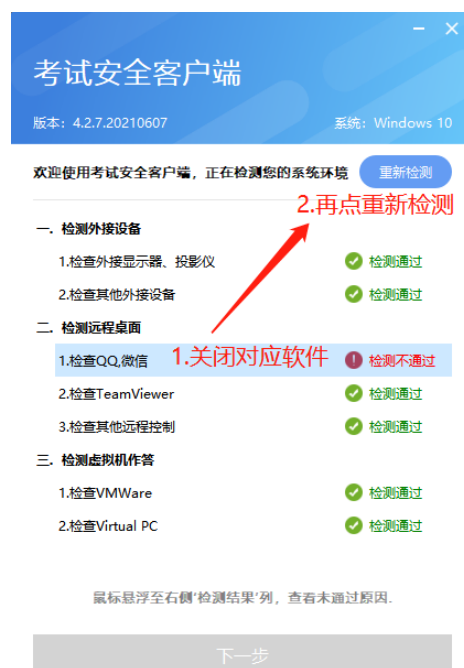 考试安全客户端
版本：4.2.7.20210607 系统：Windows 10
欢迎使用考试安全客户端，正在检测您的系统环境 重新检测
2.再点重新检测
一. 检测外接设备
1.检查外接显示器、投影仪 检测通过
2.检查其他外接设备 检测通过
二. 检测远程桌面
1.检查QQ,微信 1.关闭对应软件 检测不通过
2.检查TeamViewer 检测通过
3.检查其他远程控制 检测通过
三. 检测虚拟机作答
1.检查VMWare 检测通过
2.检查Virtual PC 检测通过
鼠标悬浮至右侧'检测结果'列，查看未通过原因.
下一步